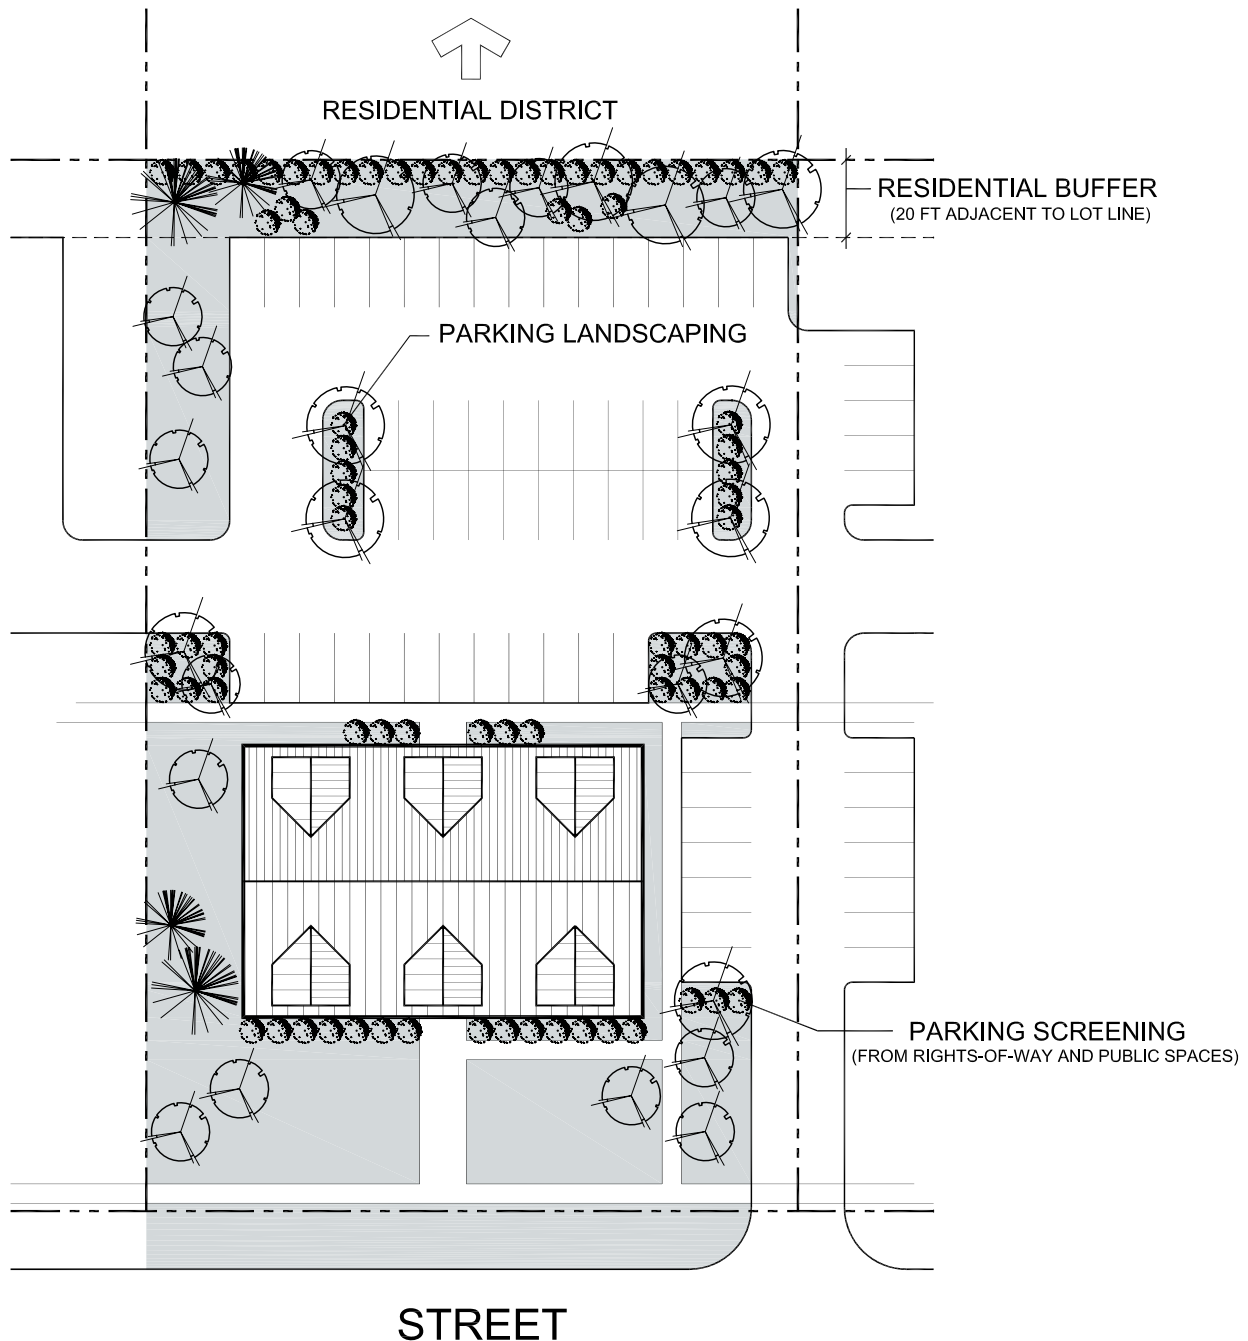 RESIDENTIAL DISTRICT
RESIDENTIAL BUFFER
(20 FT ADJACENT TO LOT LINE)
PARKING LANDSCAPING
PARKING SCREENING
(FROM RIGHTS-OF-WAY AND PUBLIC SPACES)
STREET